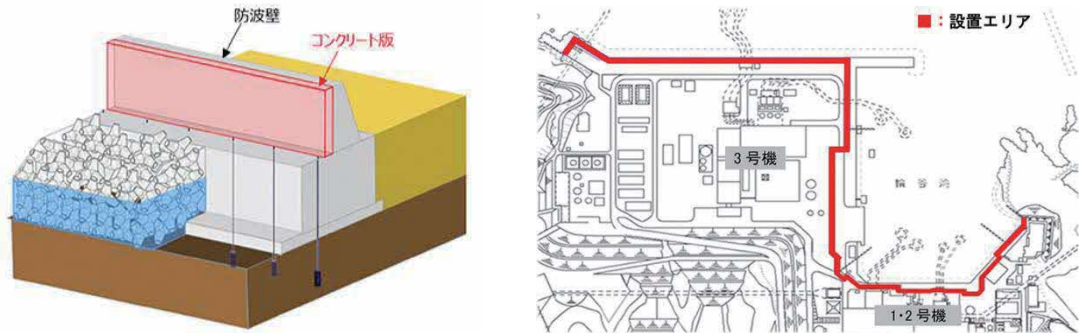 防波壁
コンクリート版
■：設置エリア
3号機
輪谷湾
1・2号機